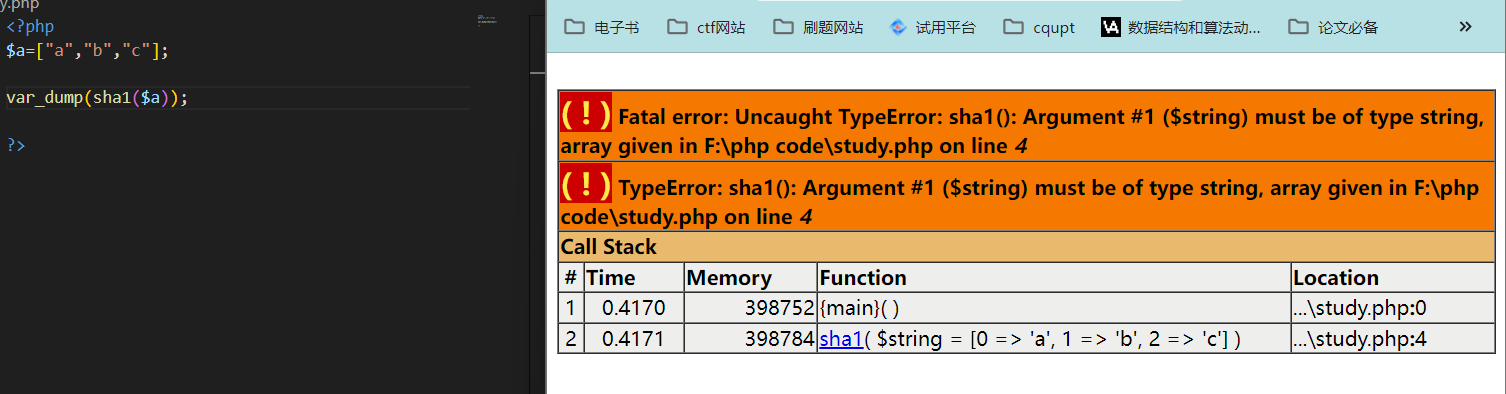 y.php
<?php
$a=["a","b","c"];
var_dump(sha1($a));
?>
电子书 ctf网站 刷题网站 试用平台 cqupt 数据结构和算法动... 论文必备 »
(!) Fatal error: Uncaught TypeError: sha1(): Argument #1 ($string) must be of type string,
array given in F:\php code\study.php on line 4
(!) TypeError: sha1(): Argument #1 ($string) must be of type string, array given in F:\php
code\study.php on line 4
Call Stack
# Time Memory Function Location
1 0.4170 398752 {main}( ) ...\study.php:0
2 0.4171 398784 sha1( $string = [0 => 'a', 1 => 'b', 2 => 'c'] ) ...\study.php:4